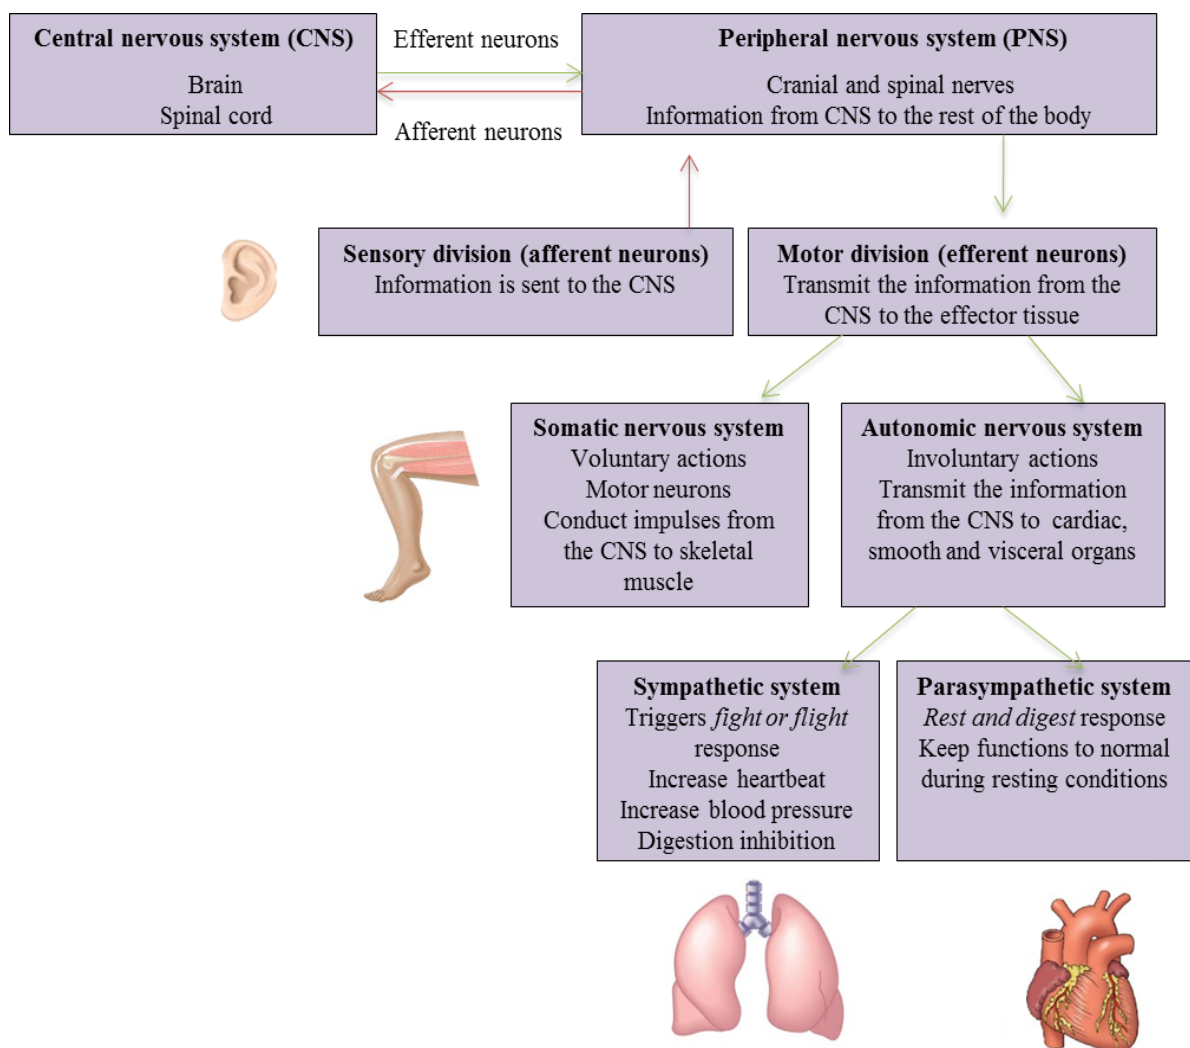 Central nervous system (CNS)
Brain
Spinal cord
Efferent neurons
Afferent neurons
Peripheral nervous system (PNS)
Cranial and spinal nerves
Information from CNS to the rest of the body
Sensory division (afferent neurons)
Information is sent to the CNS
Motor division (efferent neurons)
Transmit the information from the
CNS to the effector tissue
Somatic nervous system
Voluntary actions
Motor neurons
Conduct impulses from
the CNS to skeletal
muscle
Autonomic nervous system
Involuntary actions
Transmit the information
from the CNS to cardiac,
smooth and visceral organs
Sympathetic system
Triggers fight or flight
response
Increase heartbeat
Increase blood pressure
Digestion inhibition
Parasympathetic system
Rest and digest response
Keep functions to normal
during resting conditions